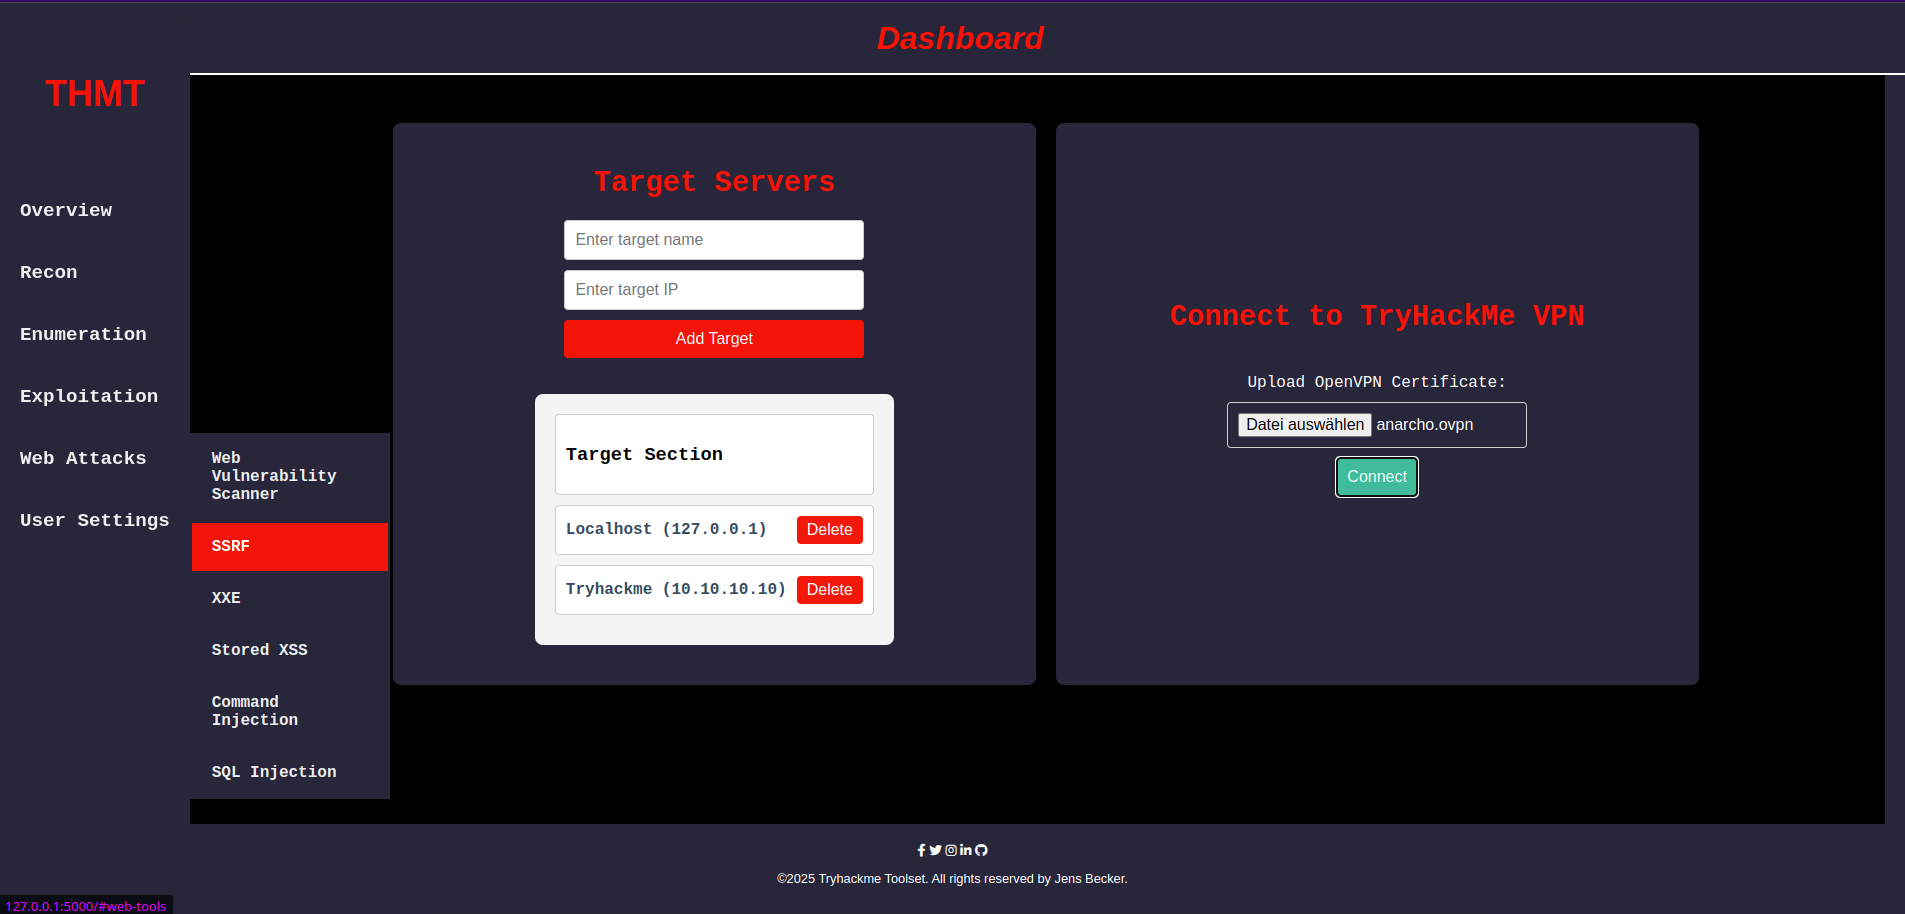 Dashboard
THMT
Overview
Recon
Enumeration
Exploitation
Web Attacks
User Settings
Web
Vulnerability
Scanner
SSRF
XXE
Stored XSS
Command
Injection
SQL Injection
Target Servers
Enter target name
Enter target IP
Add Target
Target Section
Localhost (127.0.0.1) Delete
Tryhackme (10.10.10.10) Delete
Connect to TryHackMe VPN
Upload OpenVPN Certificate:
Datei auswählen anarcho.ovpn
Connect
©2025 Tryhackme Toolset. All rights reserved by Jens Becker.
127.0.0.1:5000/#web-tools